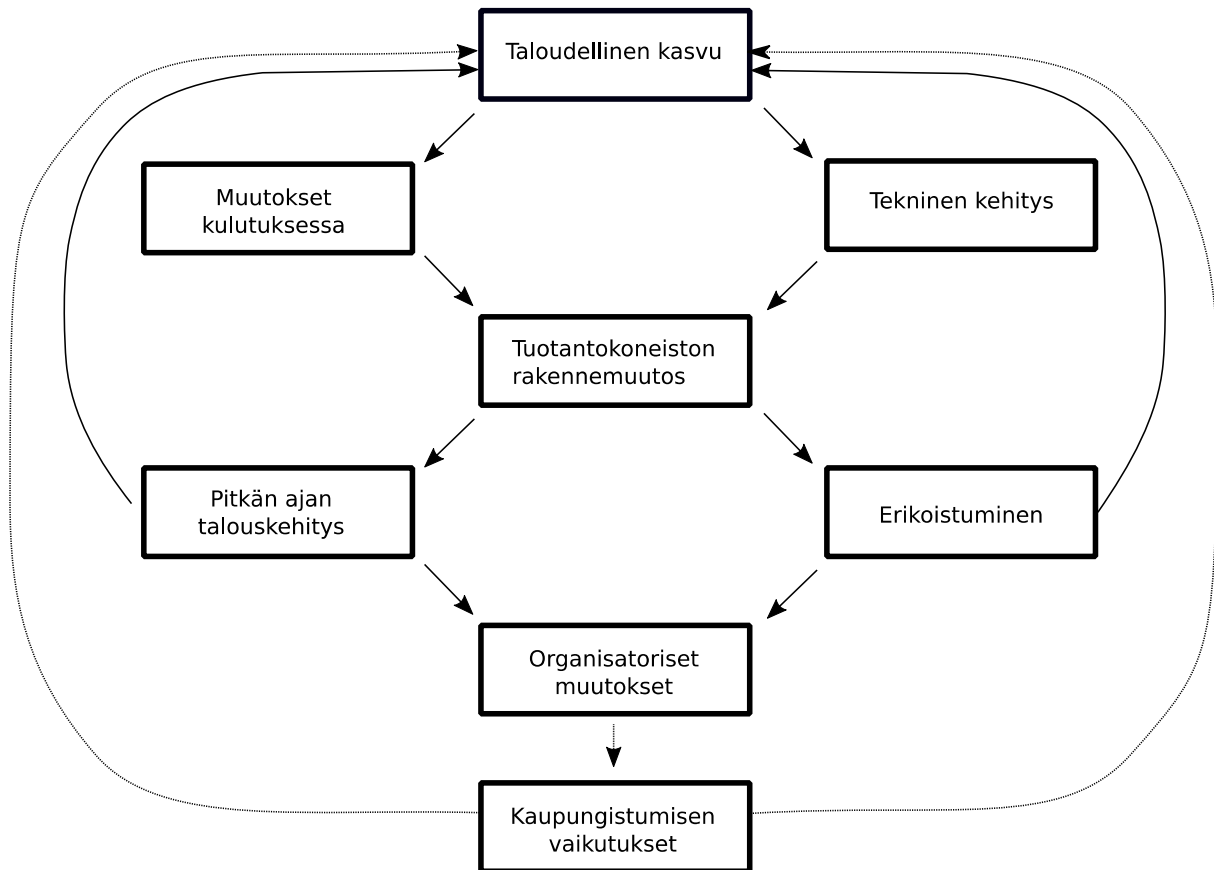 Taloudellinen kasvu
Muutokset
kulutuksessa
Tekninen kehitys
Tuotantokoneiston
rakennemuutos
Pitkän ajan
talouskehitys
Erikoistuminen
Organisatoriset
muutokset
Kaupungistumisen
vaikutukset